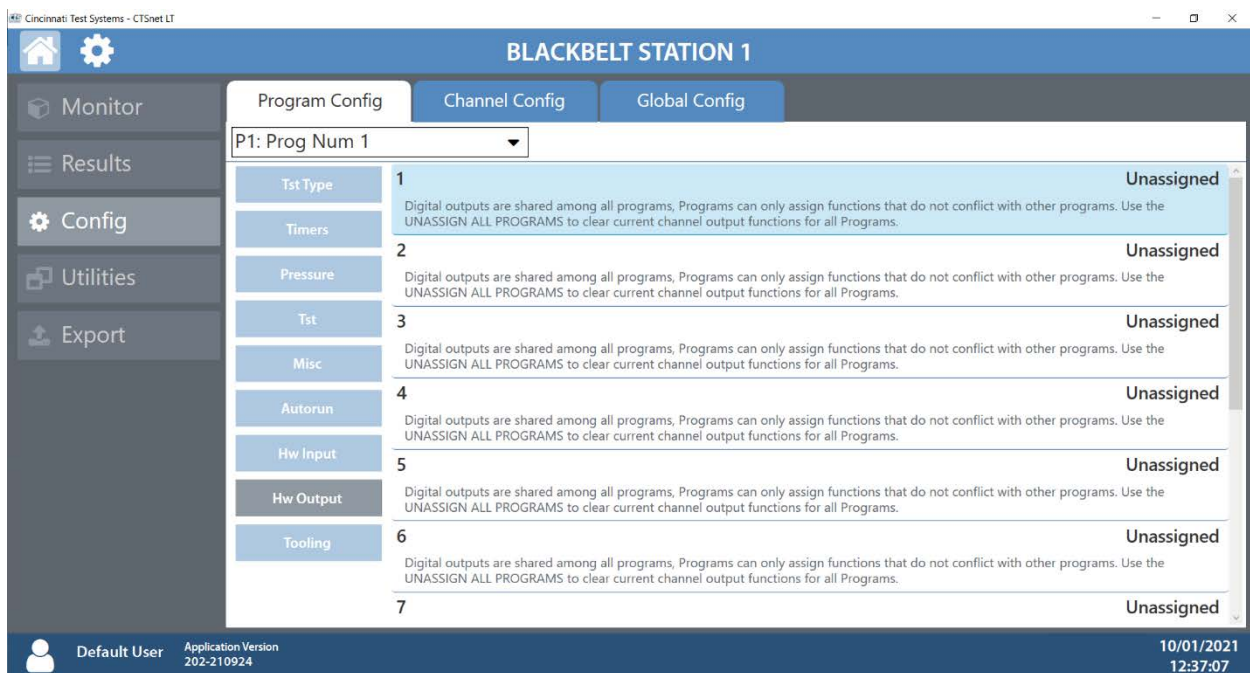 Cincinnati Test Systems - CTSnet LT
BLACKBELT STATION 1
Monitor
Results
Config
Utilities
Export
Program Config
Channel Config
Global Config
P1: Prog Num 1
Tst Type
Timers
Pressure
Tst
Misc
Autorun
Hw Input
Hw Output
Tooling
1 Unassigned
Digital outputs are shared among all programs, Programs can only assign functions that do not conflict with other programs. Use the
UNASSIGN ALL PROGRAMS to clear current channel output functions for all Programs.
2 Unassigned
Digital outputs are shared among all programs, Programs can only assign functions that do not conflict with other programs. Use the
UNASSIGN ALL PROGRAMS to clear current channel output functions for all Programs.
3 Unassigned
Digital outputs are shared among all programs, Programs can only assign functions that do not conflict with other programs. Use the
UNASSIGN ALL PROGRAMS to clear current channel output functions for all Programs.
4 Unassigned
Digital outputs are shared among all programs, Programs can only assign functions that do not conflict with other programs. Use the
UNASSIGN ALL PROGRAMS to clear current channel output functions for all Programs.
5 Unassigned
Digital outputs are shared among all programs, Programs can only assign functions that do not conflict with other programs. Use the
UNASSIGN ALL PROGRAMS to clear current channel output functions for all Programs.
6 Unassigned
Digital outputs are shared among all programs, Programs can only assign functions that do not conflict with other programs. Use the
UNASSIGN ALL PROGRAMS to clear current channel output functions for all Programs.
7 Unassigned
Default User
Application Version
202-210924
10/01/2021
12:37:07